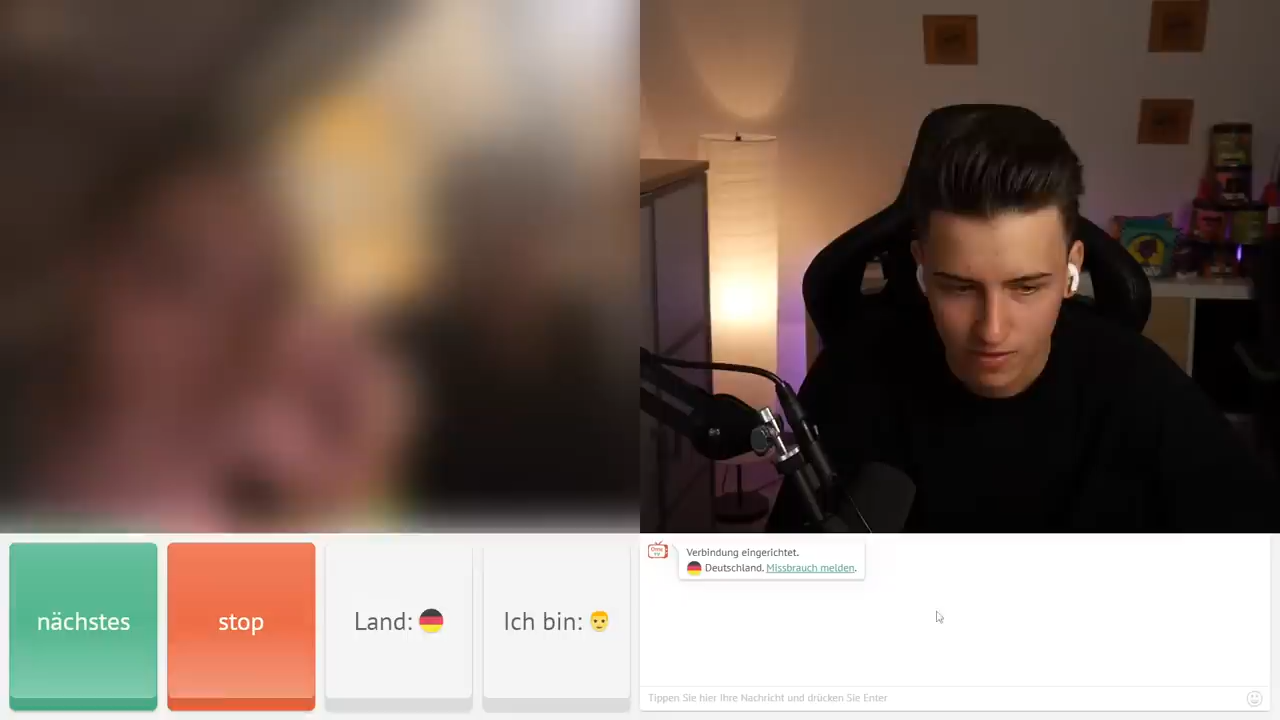 nächstes
stop
Land:
Ich bin:
Verbindung eingerichtet.
Deutschland. Missbrauch melden.
Tippen Sie hier Ihre Nachricht und drücken Sie Enter